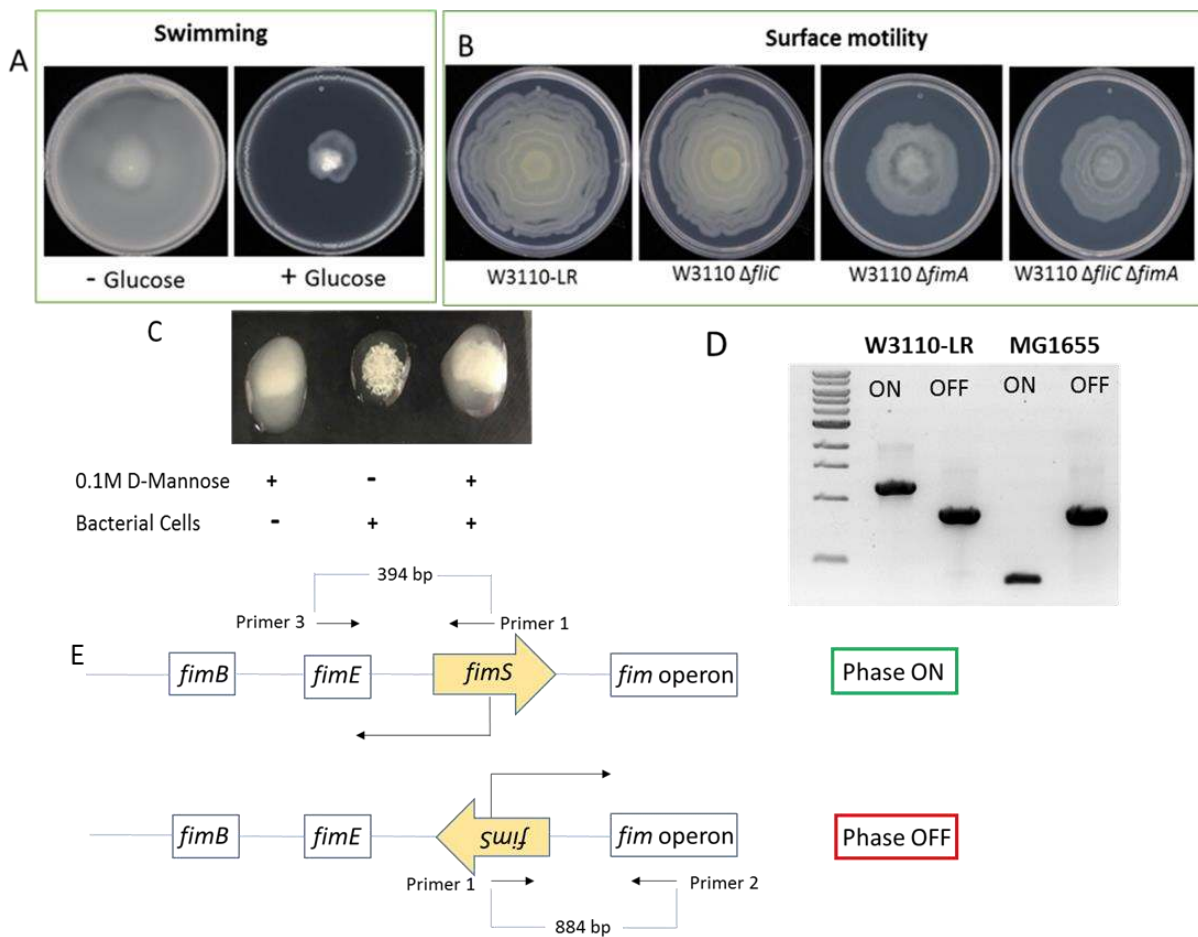 A
Swimming
- Glucose
+ Glucose
B
Surface motility
W3110-LR
W3110 ΔfliC
W3110 ΔfimA
W3110 ΔfliC ΔfimA
C
0.1M D-Mannose + - +
Bacterial Cells - + +
D
W3110-LR MG1655
ON OFF ON OFF
E
394 bp
Primer 3
Primer 1
fimB
fimE
fimS
fim operon
Phase ON
fimB
fimE
fimS
fim operon
Phase OFF
Primer 1
Primer 2
884 bp